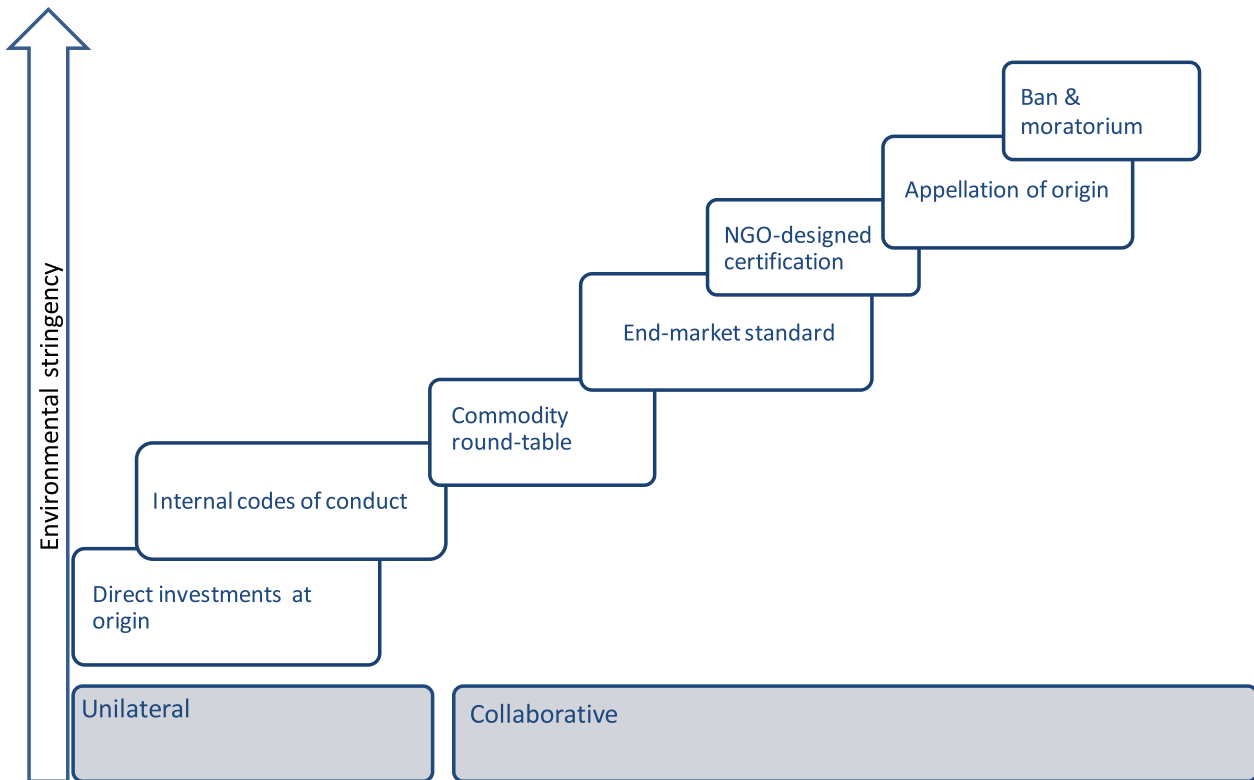 Ban &
moratorium
Appellation of origin
NGO-designed
certification
End-market standard
Commodity
round-table
Internal codes of conduct
Direct investments at
origin
Environmental stringency
Unilateral
Collaborative